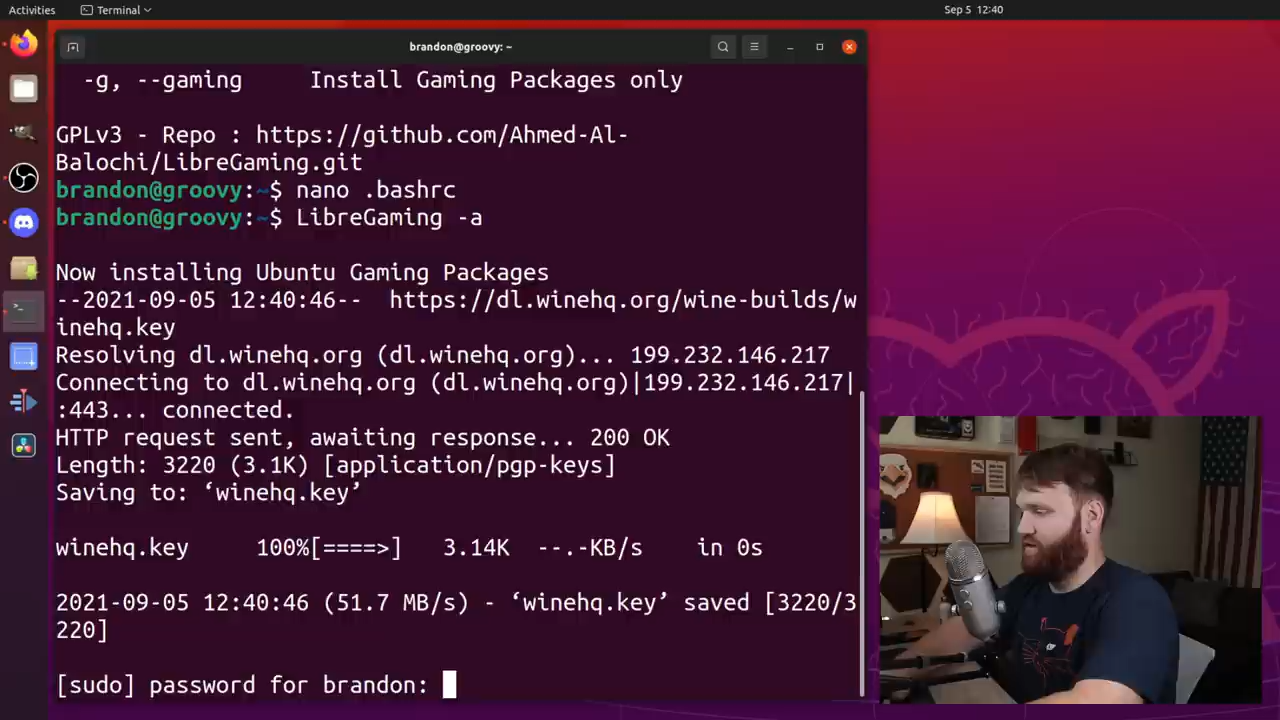 Activities
Terminal
Sep 5 12:40
brandon@groovy: ~
-g, --gaming Install Gaming Packages only
GPLv3 - Repo : https://github.com/Ahmed-Al-
Balochi/LibreGaming.git
brandon@groovy:~$ nano .bashrc
brandon@groovy:~$ LibreGaming -a
Now installing Ubuntu Gaming Packages
--2021-09-05 12:40:46-- https://dl.winehq.org/wine-builds/w
inehq.key
Resolving dl.winehq.org (dl.winehq.org)... 199.232.146.217
Connecting to dl.winehq.org (dl.winehq.org)|199.232.146.217|
:443... connected.
HTTP request sent, awaiting response... 200 OK
Length: 3220 (3.1K) [application/pgp-keys]
Saving to: ‘winehq.key’
winehq.key 100%[====>] 3.14K --.-KB/s in 0s
2021-09-05 12:40:46 (51.7 MB/s) - ‘winehq.key’ saved [3220/3
220]
[sudo] password for brandon: